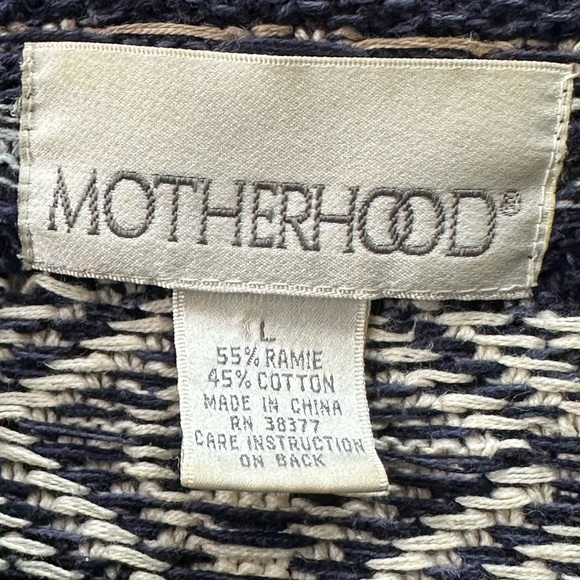 MOTHERHOOD®
L
55% RAMIE
45% COTTON
MADE IN CHINA
RN 38377
CARE INSTRUCTION
ON BACK